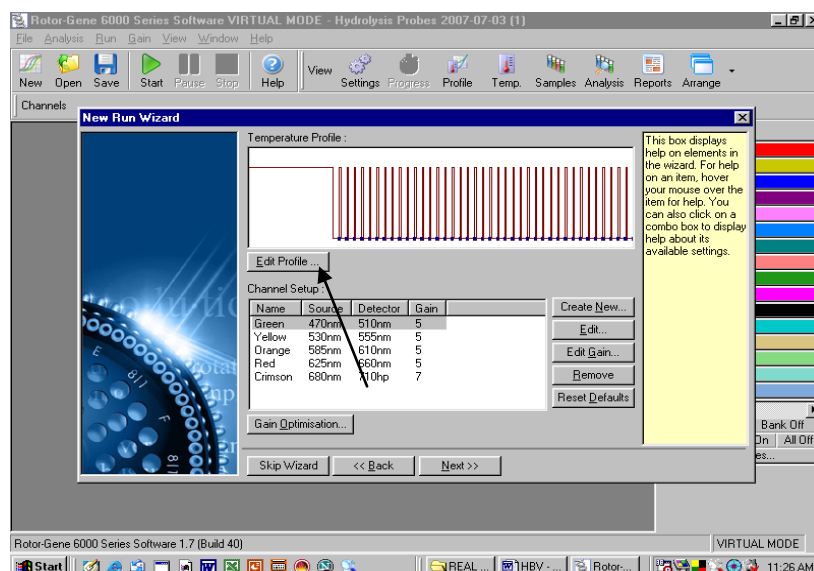 Rotor-Gene 6000 Series Software VIRTUAL MODE - Hydrolysis Probes 2007-07-03 (1)
File Analysis Run Gain View Window Help
New Open Save Start Pause Stop Help View Settings Progress Profile Temp. Samples Analysis Reports Arrange
Channels
New Run Wizard
Temperature Profile :
This box displays
help on elements in
the wizard. For help
on an item, hover
your mouse over the
item for help. You
can also click on a
combo box to display
help about its
available settings.
Edit Profile ...
Channel Setup :
Name Source Detector Gain
Green 470nm 510nm 5
Yellow 530nm 555nm 5
Orange 585nm 610nm 5
Red 625nm 660nm 5
Crimson 680nm 710hp 7
Create New...
Edit...
Edit Gain...
Remove
Reset Defaults
Gain Optimisation...
Skip Wizard << Back Next >>
Bank Off
On All Off
es...
Rotor-Gene 6000 Series Software 1.7 (Build 40) VIRTUAL MODE
Start REAL ... HBV - ... Rotor-... 11:26 AM